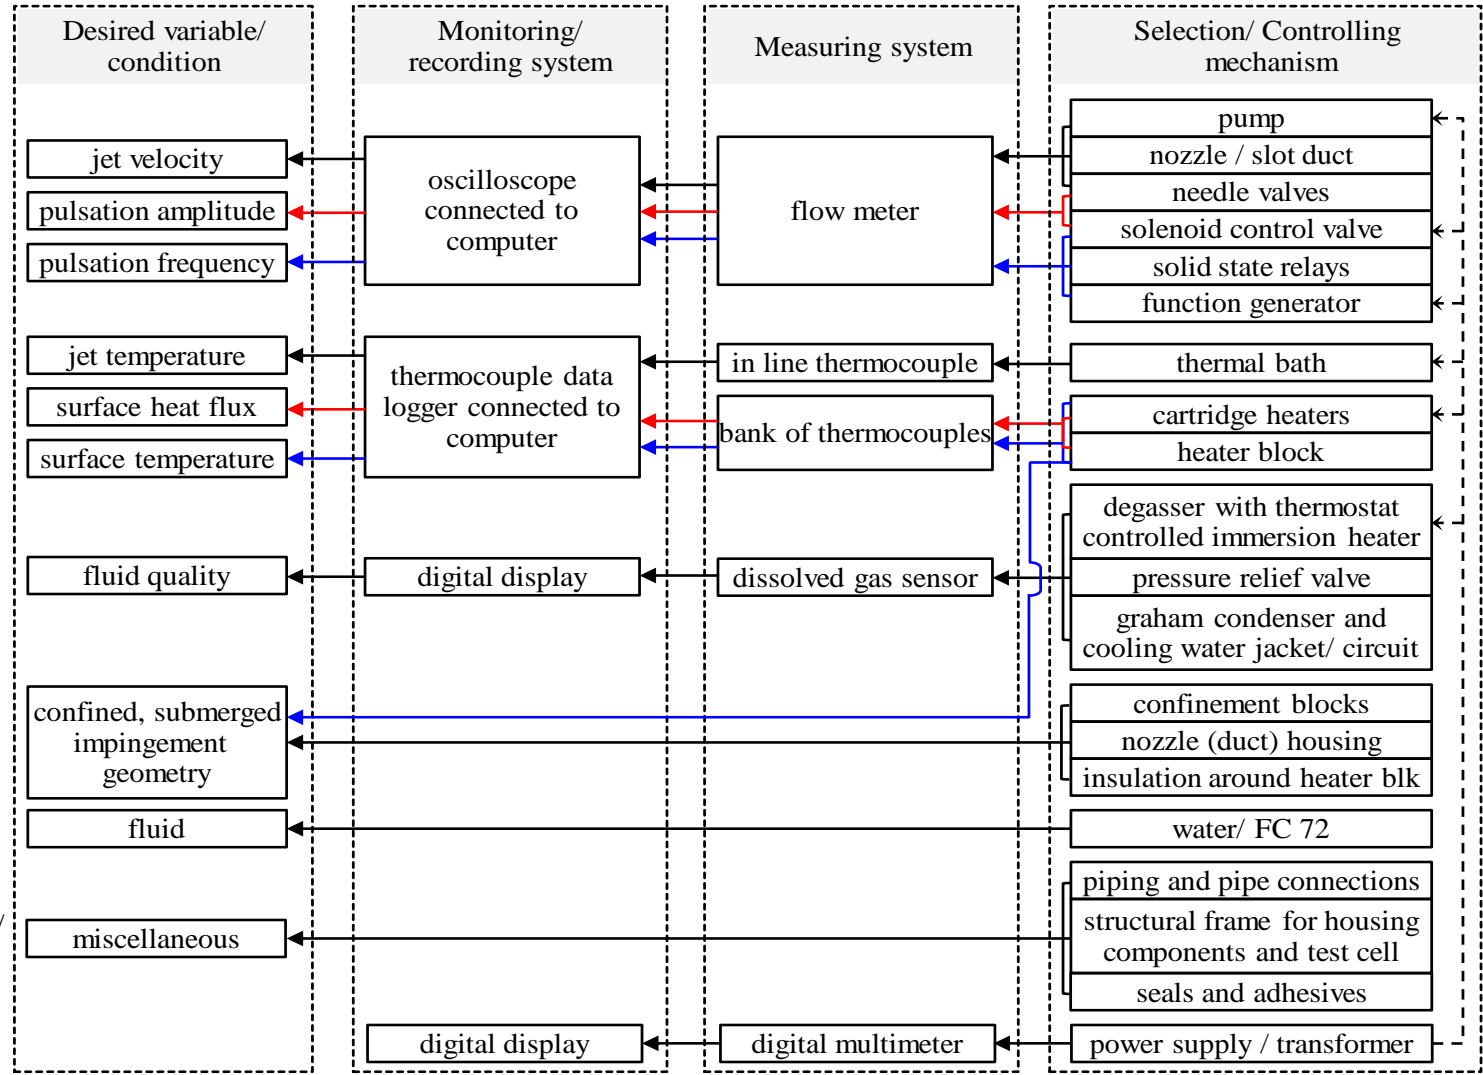 Desired variable/
condition
Monitoring/
recording system
Measuring system
Selection/ Controlling
mechanism
jet velocity
pulsation amplitude
pulsation frequency
oscilloscope
connected to
computer
flow meter
pump
nozzle / slot duct
needle valves
solenoid control valve
solid state relays
function generator
jet temperature
surface heat flux
surface temperature
thermocouple data
logger connected to
computer
in line thermocouple
bank of thermocouples
thermal bath
cartridge heaters
heater block
fluid quality
digital display
dissolved gas sensor
degasser with thermostat
controlled immersion heater
pressure relief valve
graham condenser and
cooling water jacket/ circuit
confined, submerged
impingement
geometry
confinement blocks
nozzle (duct) housing
insulation around heater blk
fluid
water/ FC 72
/
miscellaneous
piping and pipe connections
structural frame for housing
components and test cell
seals and adhesives
digital display
digital multimeter
power supply / transformer